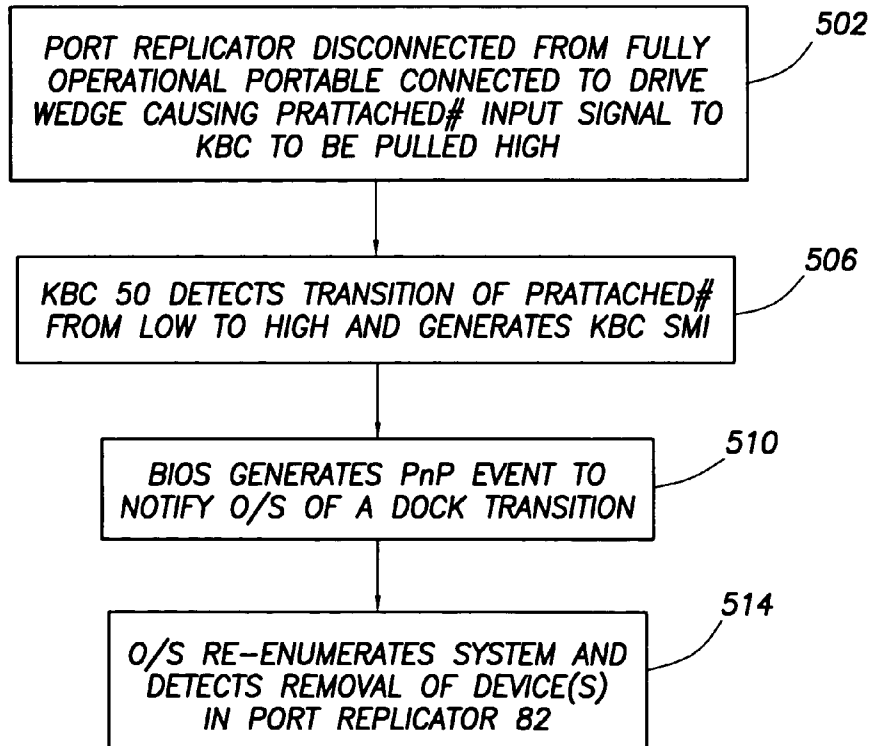 PORT REPLICATOR DISCONNECTED FROM FULLY
OPERATIONAL PORTABLE CONNECTED TO DRIVE
WEDGE CAUSING PRATTACHED# INPUT SIGNAL TO
KBC TO BE PULLED HIGH
502
KBC 50 DETECTS TRANSITION OF PRATTACHED#
FROM LOW TO HIGH AND GENERATES KBC SMI
506
BIOS GENERATES PnP EVENT TO
NOTIFY O/S OF A DOCK TRANSITION
510
O/S RE-ENUMERATES SYSTEM AND
DETECTS REMOVAL OF DEVICE(S)
IN PORT REPLICATOR 82
514